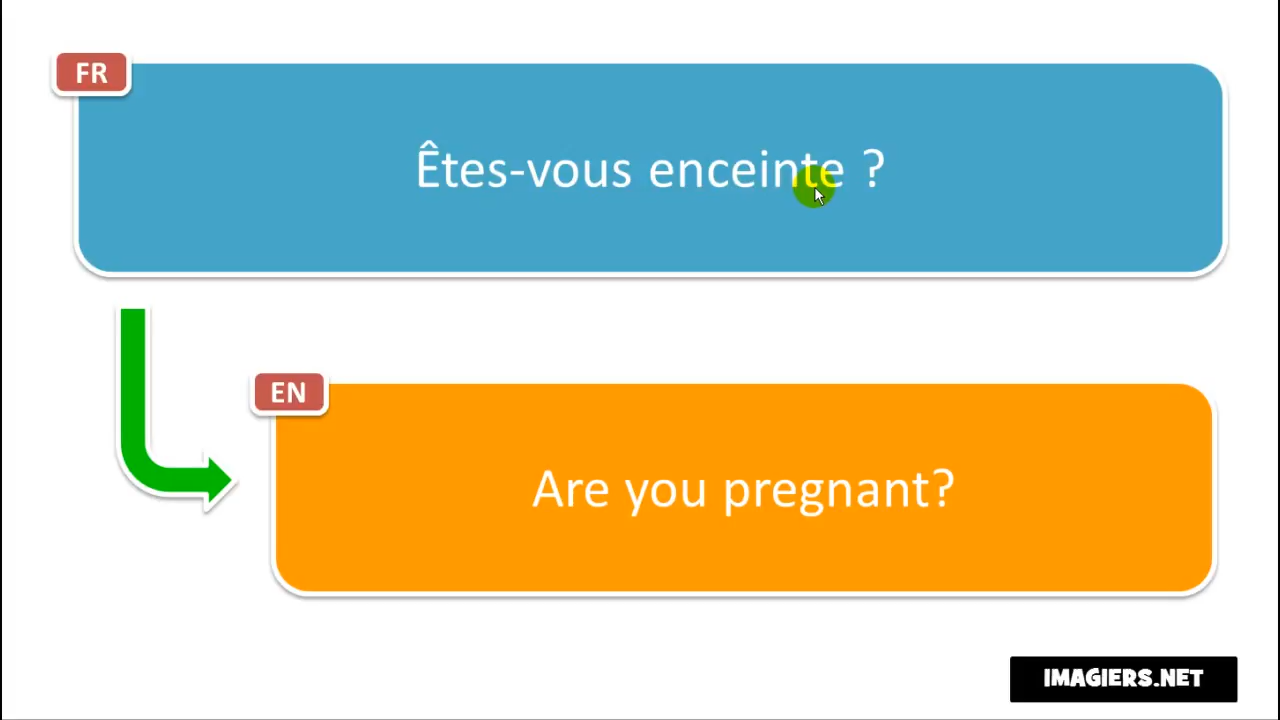 FR
Êtes-vous enceinte ?
EN
Are you pregnant?
IMAGIERS.NET